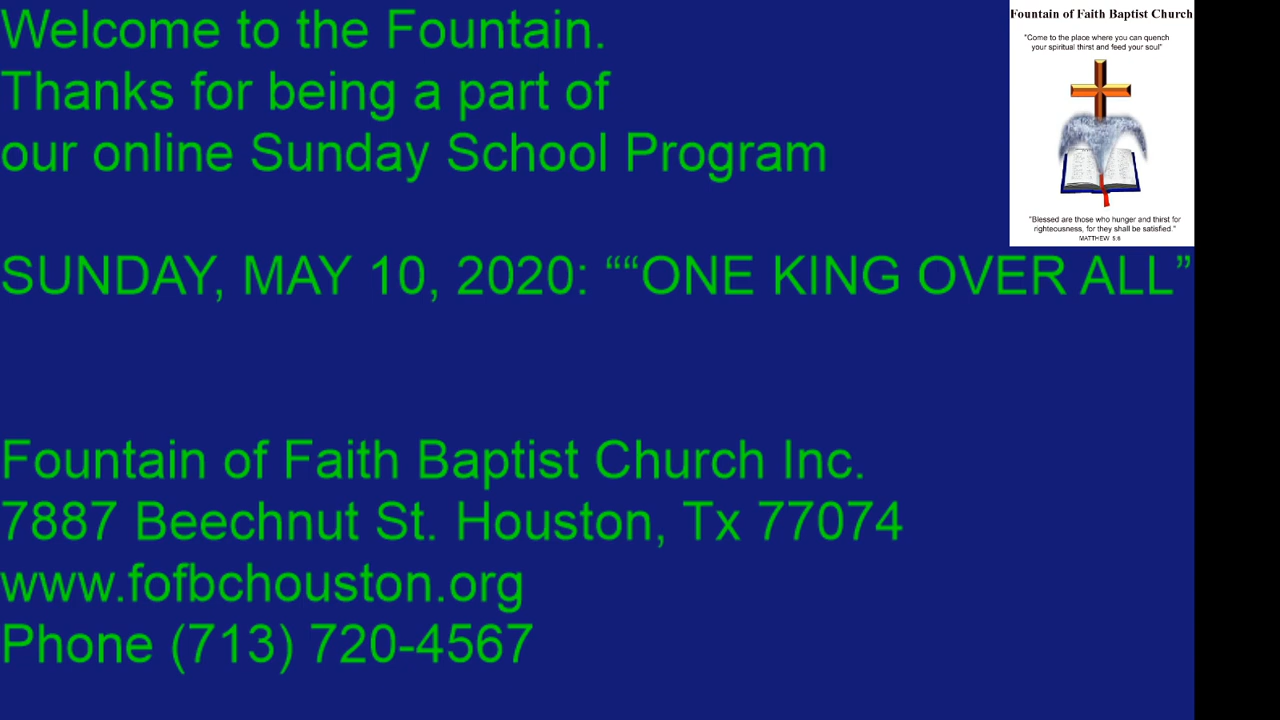 Welcome to the Fountain.
Thanks for being a part of
our online Sunday School Program
Fountain of Faith Baptist Church
"Come to the place where you can quench
your spiritual thirst and feed your soul"
"Blessed are those who hunger and thirst for
righteousness, for they shall be satisfied."
MATTHEW 5:6
SUNDAY, MAY 10, 2020: ““ONE KING OVER ALL”
Fountain of Faith Baptist Church Inc.
7887 Beechnut St. Houston, Tx 77074
www.fofbchouston.org
Phone (713) 720-4567